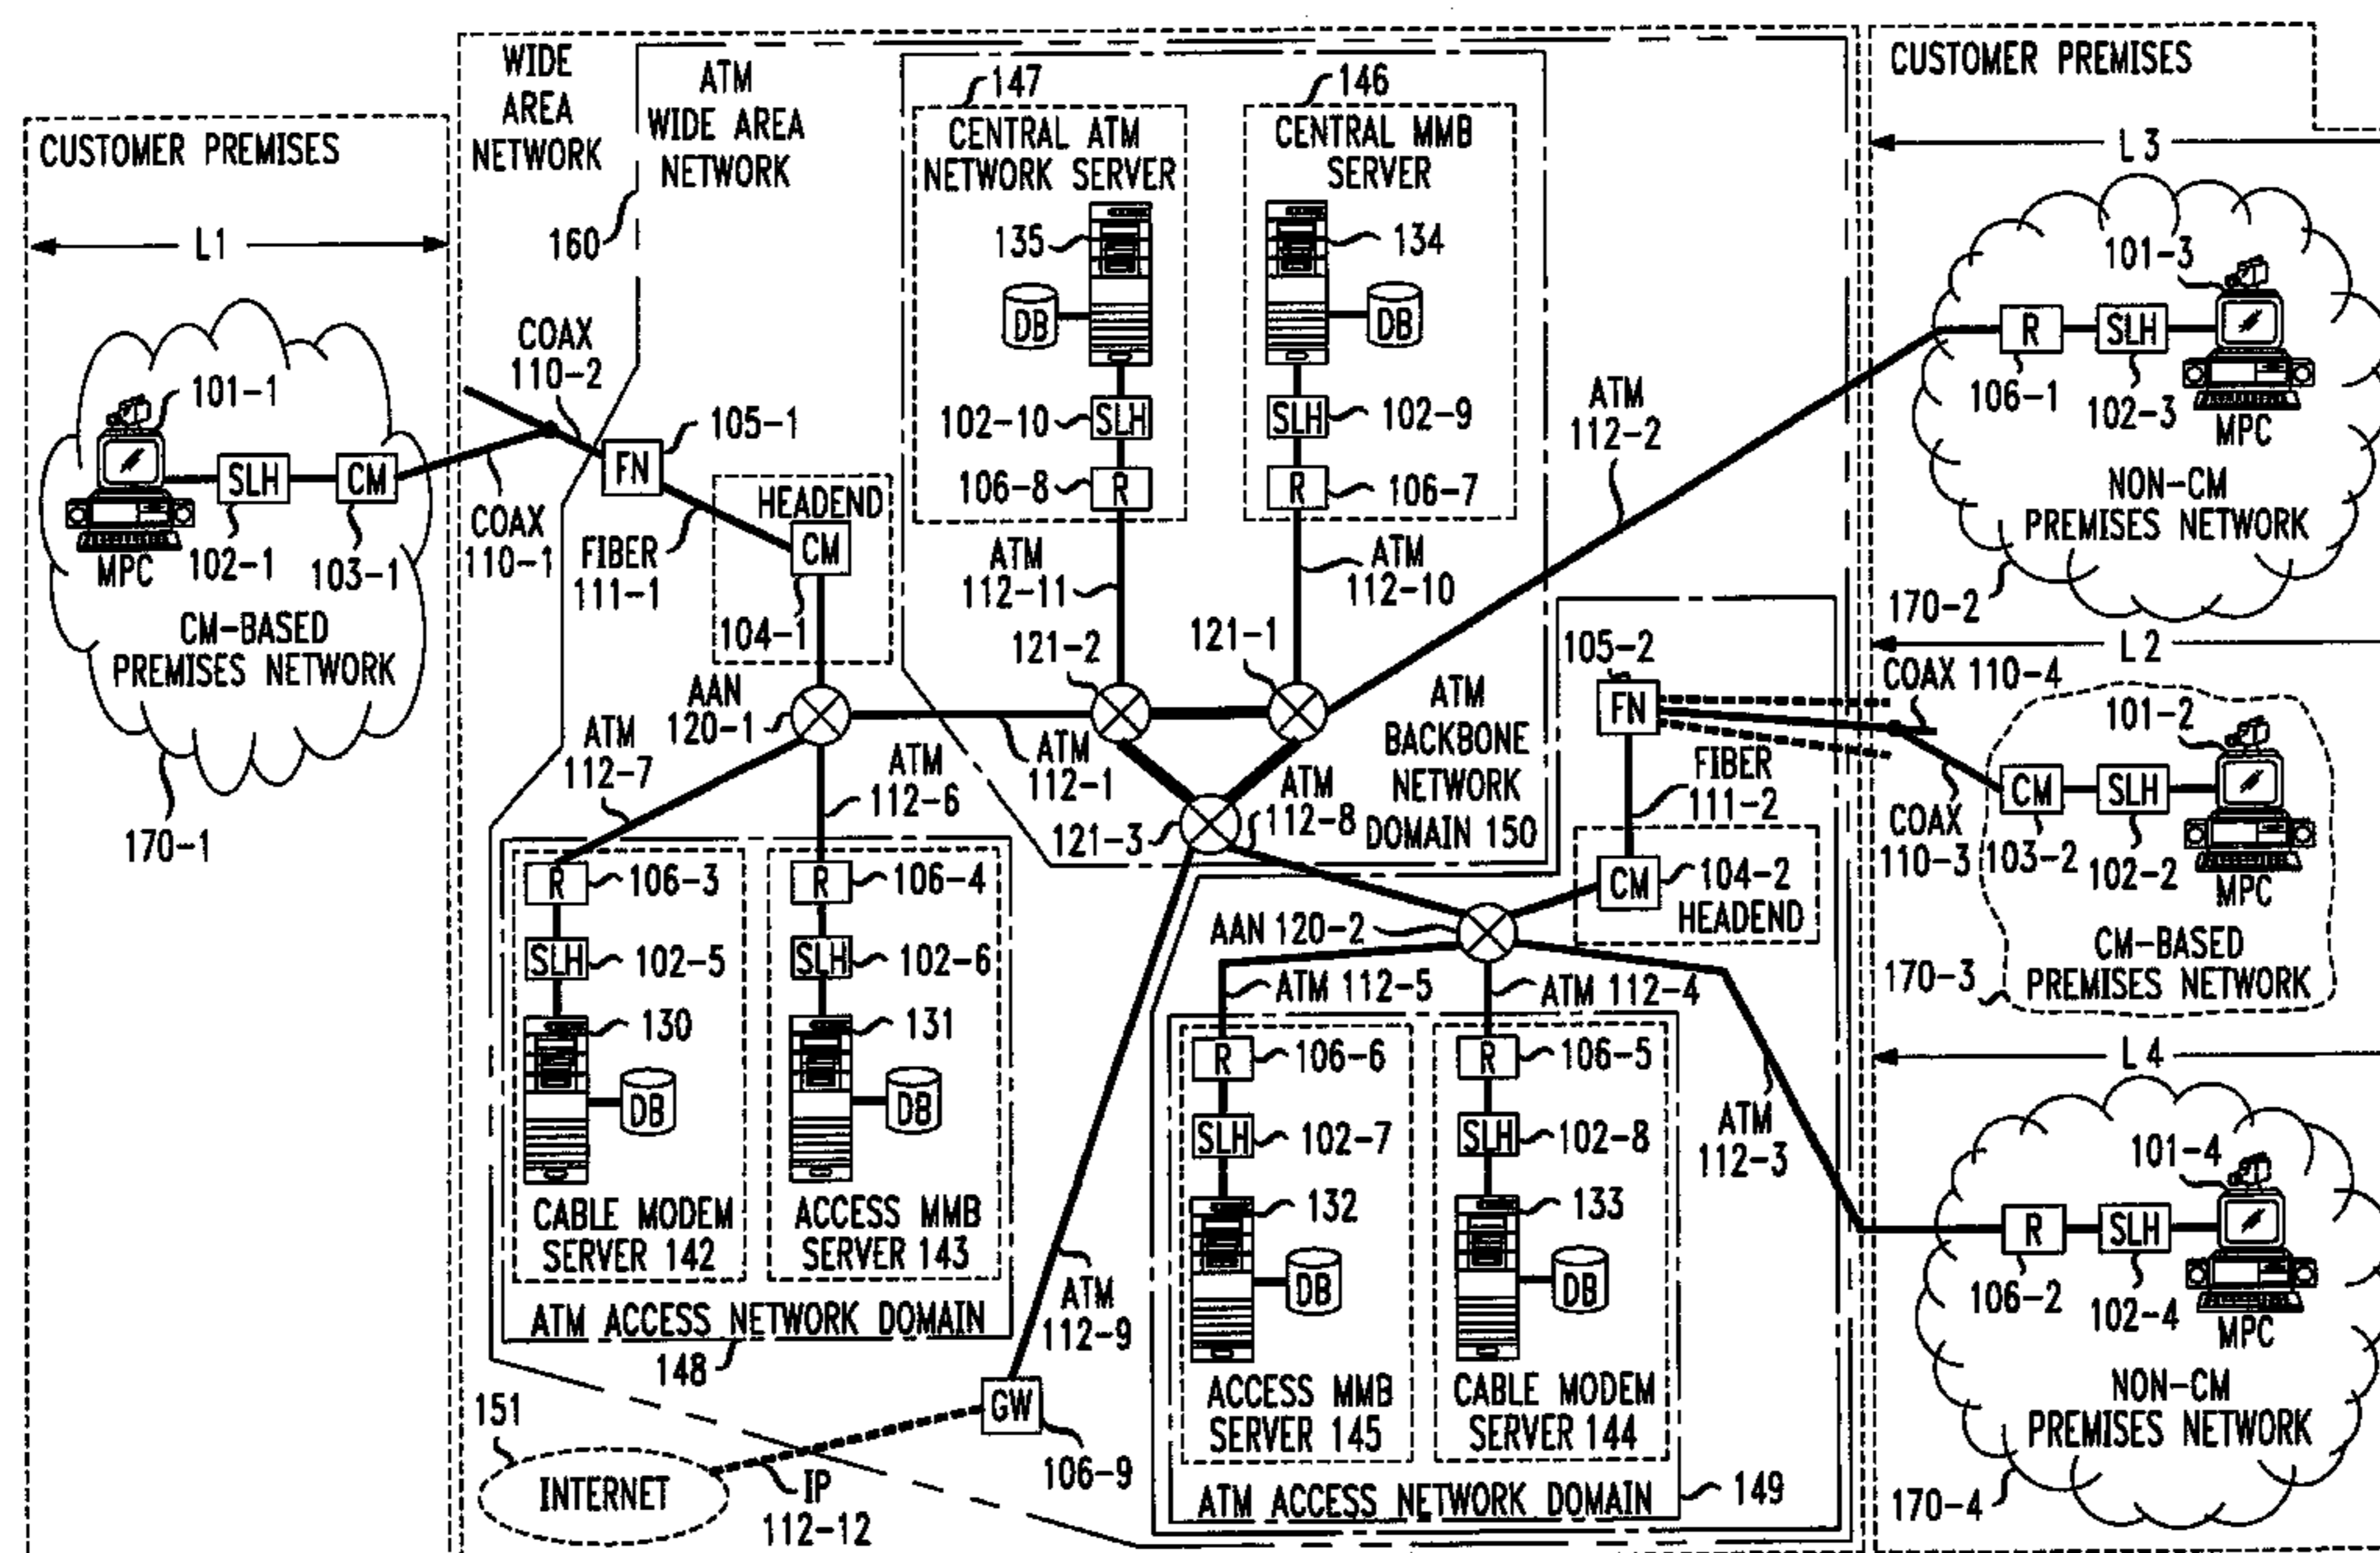 CUSTOMER PREMISES
L1
101-1
SLH
CM
MPC
102-1
103-1
CM-BASED
PREMISES NETWORK
170-1
WIDE
AREA
NETWORK
ATM
WIDE AREA
NETWORK
160
COAX
110-2
COAX
110-1
105-1
FN
FIBER
111-1
HEADEND
CM
104-1
AAN
120-1
ATM
112-7
ATM
112-6
ATM
112-1
147
CENTRAL ATM
NETWORK SERVER
135
DB
102-10
SLH
106-8
R
ATM
112-11
121-2
146
CENTRAL MMB
SERVER
134
DB
SLH
102-9
R
106-7
ATM
112-10
121-1
ATM
112-2
ATM
BACKBONE
NETWORK
DOMAIN 150
121-3
ATM
112-8
R
106-3
SLH
102-5
130
DB
CABLE MODEM
SERVER 142
R
106-4
SLH
102-6
131
DB
ACCESS MMB
SERVER 143
ATM ACCESS NETWORK DOMAIN
148
ATM
112-9
GW
106-9
151
INTERNET
IP
112-12
105-2
FN
FIBER
111-2
CM
104-2
HEADEND
AAN 120-2
ATM 112-5
ATM 112-4
ATM
112-3
R
106-6
SLH
102-7
132
DB
ACCESS MMB
SERVER 145
R
106-5
SLH
102-8
133
DB
CABLE MODEM
SERVER 144
ATM ACCESS NETWORK DOMAIN
149
CUSTOMER PREMISES
L3
101-3
R
SLH
106-1
102-3
MPC
NON-CM
PREMISES NETWORK
170-2
L2
COAX 110-4
101-2
CM
SLH
COAX
110-3
103-2
102-2
MPC
CM-BASED
PREMISES NETWORK
170-3
L4
101-4
R
SLH
106-2
102-4
MPC
NON-CM
PREMISES NETWORK
170-4